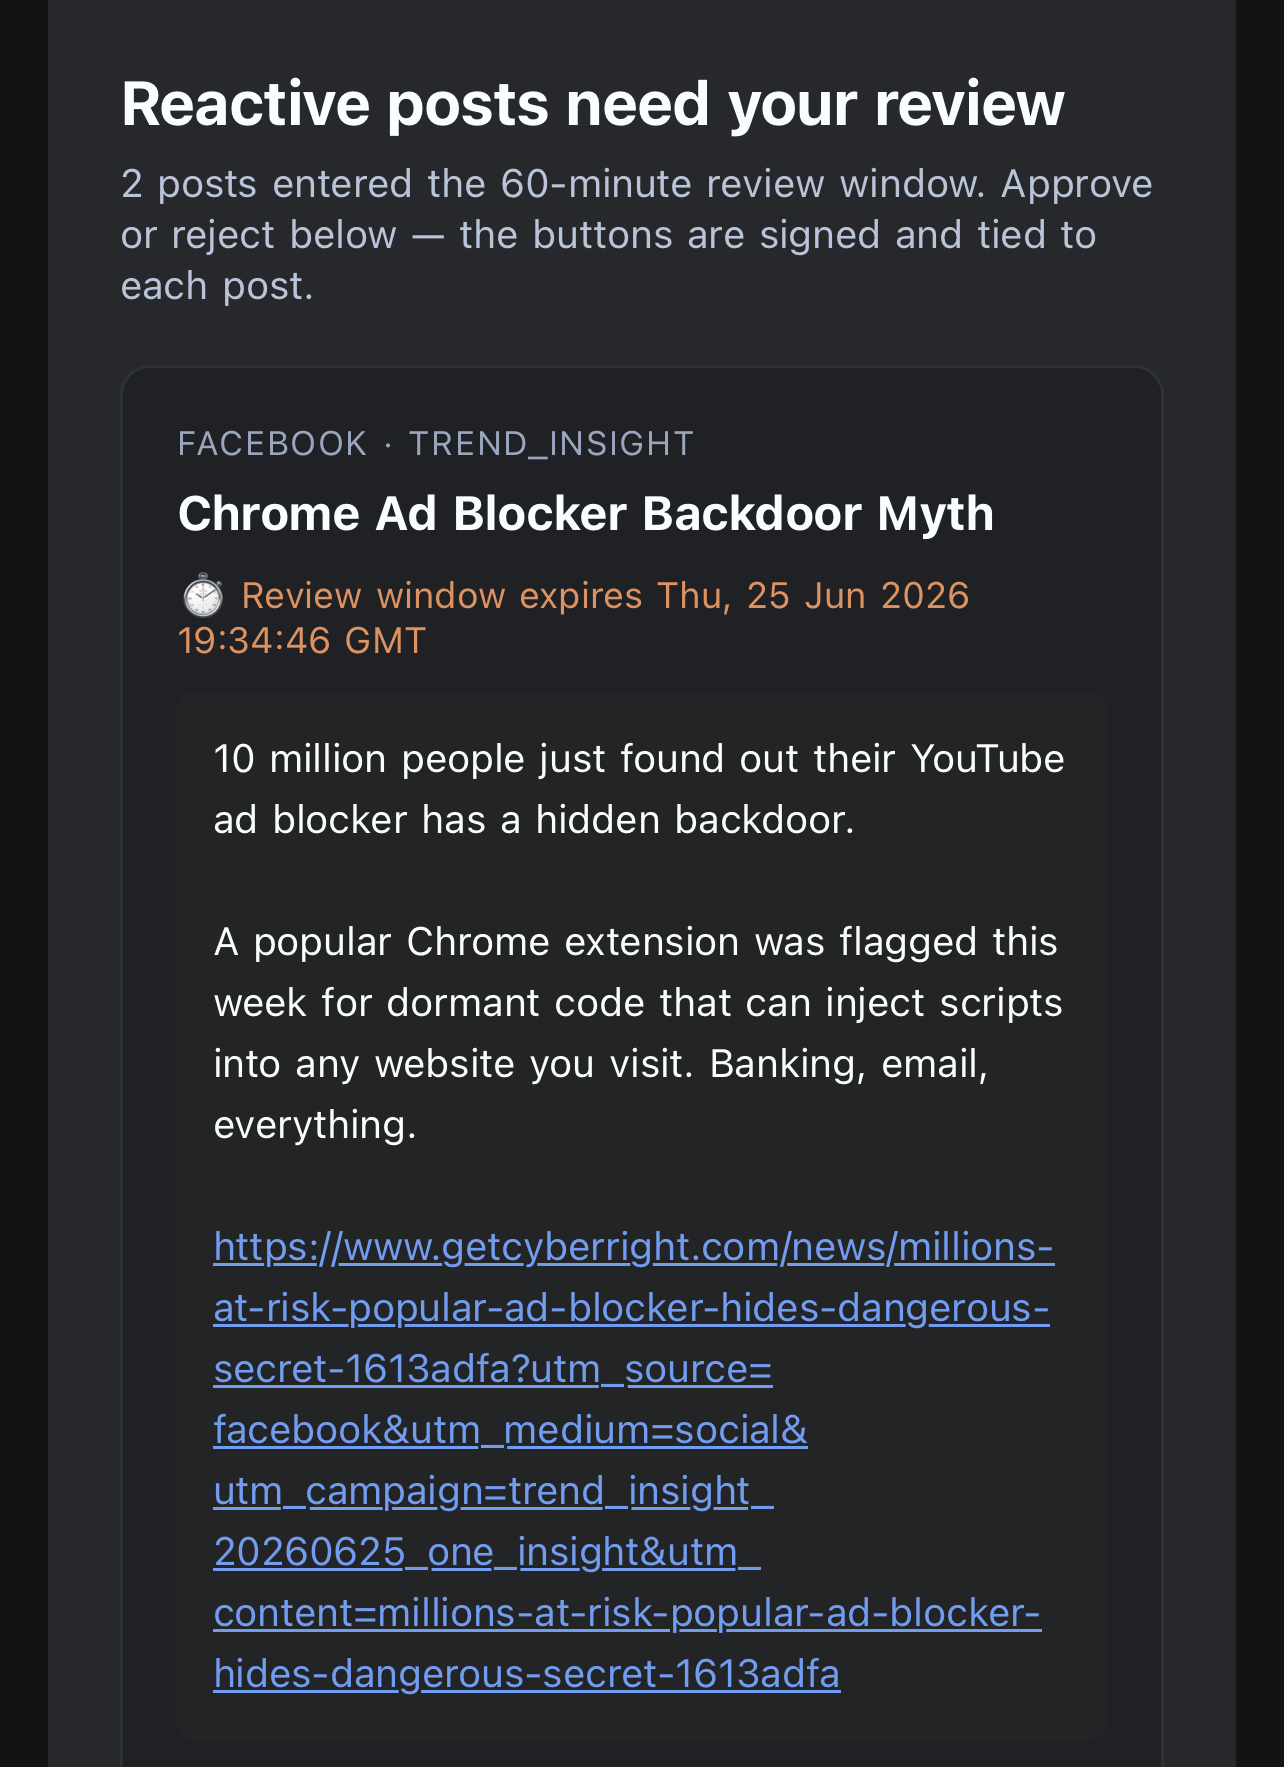 Reactive posts need your review
2 posts entered the 60-minute review window. Approve
or reject below — the buttons are signed and tied to
each post.
FACEBOOK · TREND_INSIGHT
Chrome Ad Blocker Backdoor Myth
⏱️ Review window expires Thu, 25 Jun 2026
19:34:46 GMT
10 million people just found out their YouTube
ad blocker has a hidden backdoor.
A popular Chrome extension was flagged this
week for dormant code that can inject scripts
into any website you visit. Banking, email,
everything.
https://www.getcyberright.com/news/millions-
at-risk-popular-ad-blocker-hides-dangerous-
secret-1613adfa?utm_source=
facebook&utm_medium=social&
utm_campaign=trend_insight_
20260625_one_insight&utm_
content=millions-at-risk-popular-ad-blocker-
hides-dangerous-secret-1613adfa